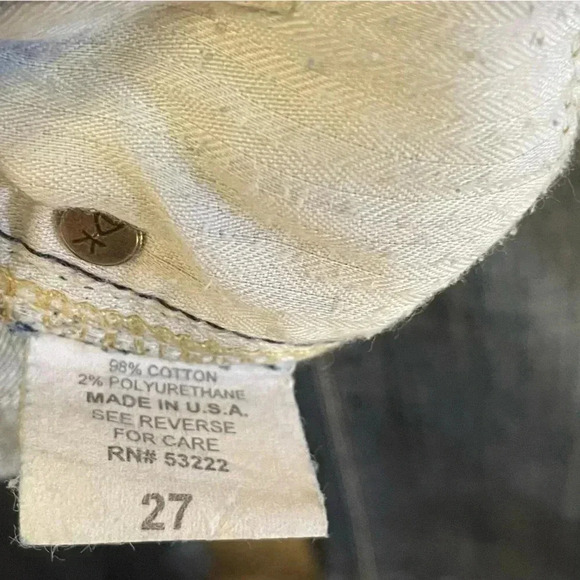 98% COTTON
2% POLYURETHANE
MADE IN U.S.A.
SEE REVERSE
FOR CARE
RN# 53222
27